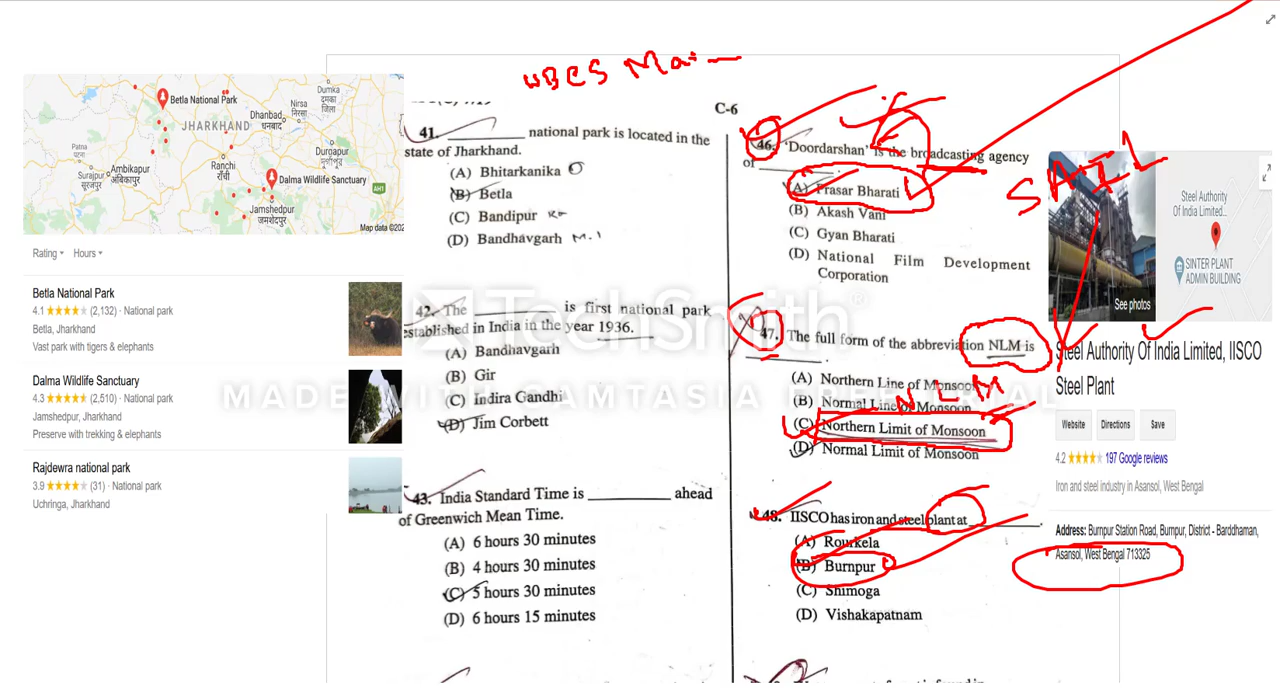 WBCS Mai
C-6
41. ________ national park is located in the
state of Jharkhand.
(A) Bhitarkanika O
(B) Betla
(C) Bandipur
(D) Bandhavgarh M.
42. The ________ is first national park
established in India in the year 1936.
(A) Bandhavgarh
(B) Gir
(C) Indira Gandhi
(D) Jim Corbett
43. India Standard Time is ________ ahead
of Greenwich Mean Time.
(A) 6 hours 30 minutes
(B) 4 hours 30 minutes
(C) 5 hours 30 minutes
(D) 6 hours 15 minutes
46. 'Doordarshan' is the broadcasting agency
of ________.
(A) Prasar Bharati
(B) Akash Vani
(C) Gyan Bharati
(D) National Film Development
Corporation
47. The full form of the abbreviation NLM is
________.
(A) Northern Line of Monsoon
(B) Normal Line of Monsoon
NLM
(C) Northern Limit of Monsoon
(D) Normal Limit of Monsoon
48. IISCO has iron and steel plant at ________.
(A) Rourkela
(B) Burnpur
(C) Shimoga
(D) Vishakapatnam
TechSmith®
MADE WITH CAMTASIA FREE TRIAL
Betla National Park
Dumka
दुमका
Nirsa
निरसा
JHARKHAND
Dhanbad
धनबाद
Patna
पटना
Ambikapur
अंबिकापुर
Surajpur
सूरजपुर
Ranchi
राँची
Durgapur
दुर्गापुर
Dalma Wildlife Sanctuary
AH1
Jamshedpur
जमशेदपुर
Map data ©202
Rating Hours
Betla National Park
4.1 ★★★★ (2,132) · National park
Betla, Jharkhand
Vast park with tigers & elephants
Dalma Wildlife Sanctuary
4.3 ★★★★★ (2,510) · National park
Jamshedpur, Jharkhand
Preserve with trekking & elephants
Rajdewra national park
3.9 ★★★★ (31) · National park
Uchringa, Jharkhand
SAIL
Steel Authority
Of India Limited...
SINTER PLANT
ADMIN BUILDING
See photos
Steel Authority Of India Limited, IISCO
Steel Plant
Website Directions Save
4.2 ★★★★ 197 Google reviews
Iron and steel industry in Asansol, West Bengal
Address: Burnpur Station Road, Burnpur, District - Barddhaman,
Asansol, West Bengal 713325